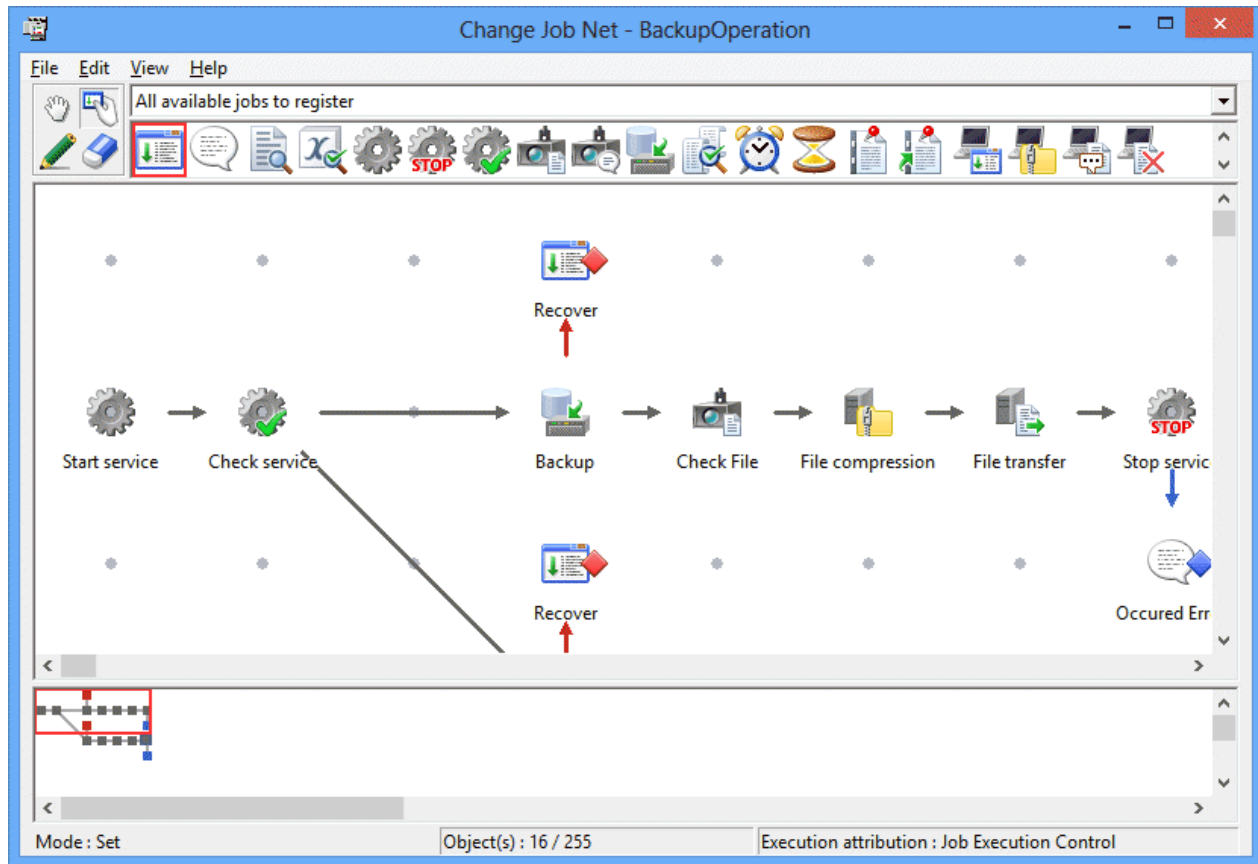 Change Job Net - BackupOperation
File Edit View Help
All available jobs to register
STOP
Recover
STOP
Start service Check service Backup Check File File compression File transfer Stop servic
Recover
Occured Err
Mode : Set Object(s) : 16 / 255 Execution attribution : Job Execution Control